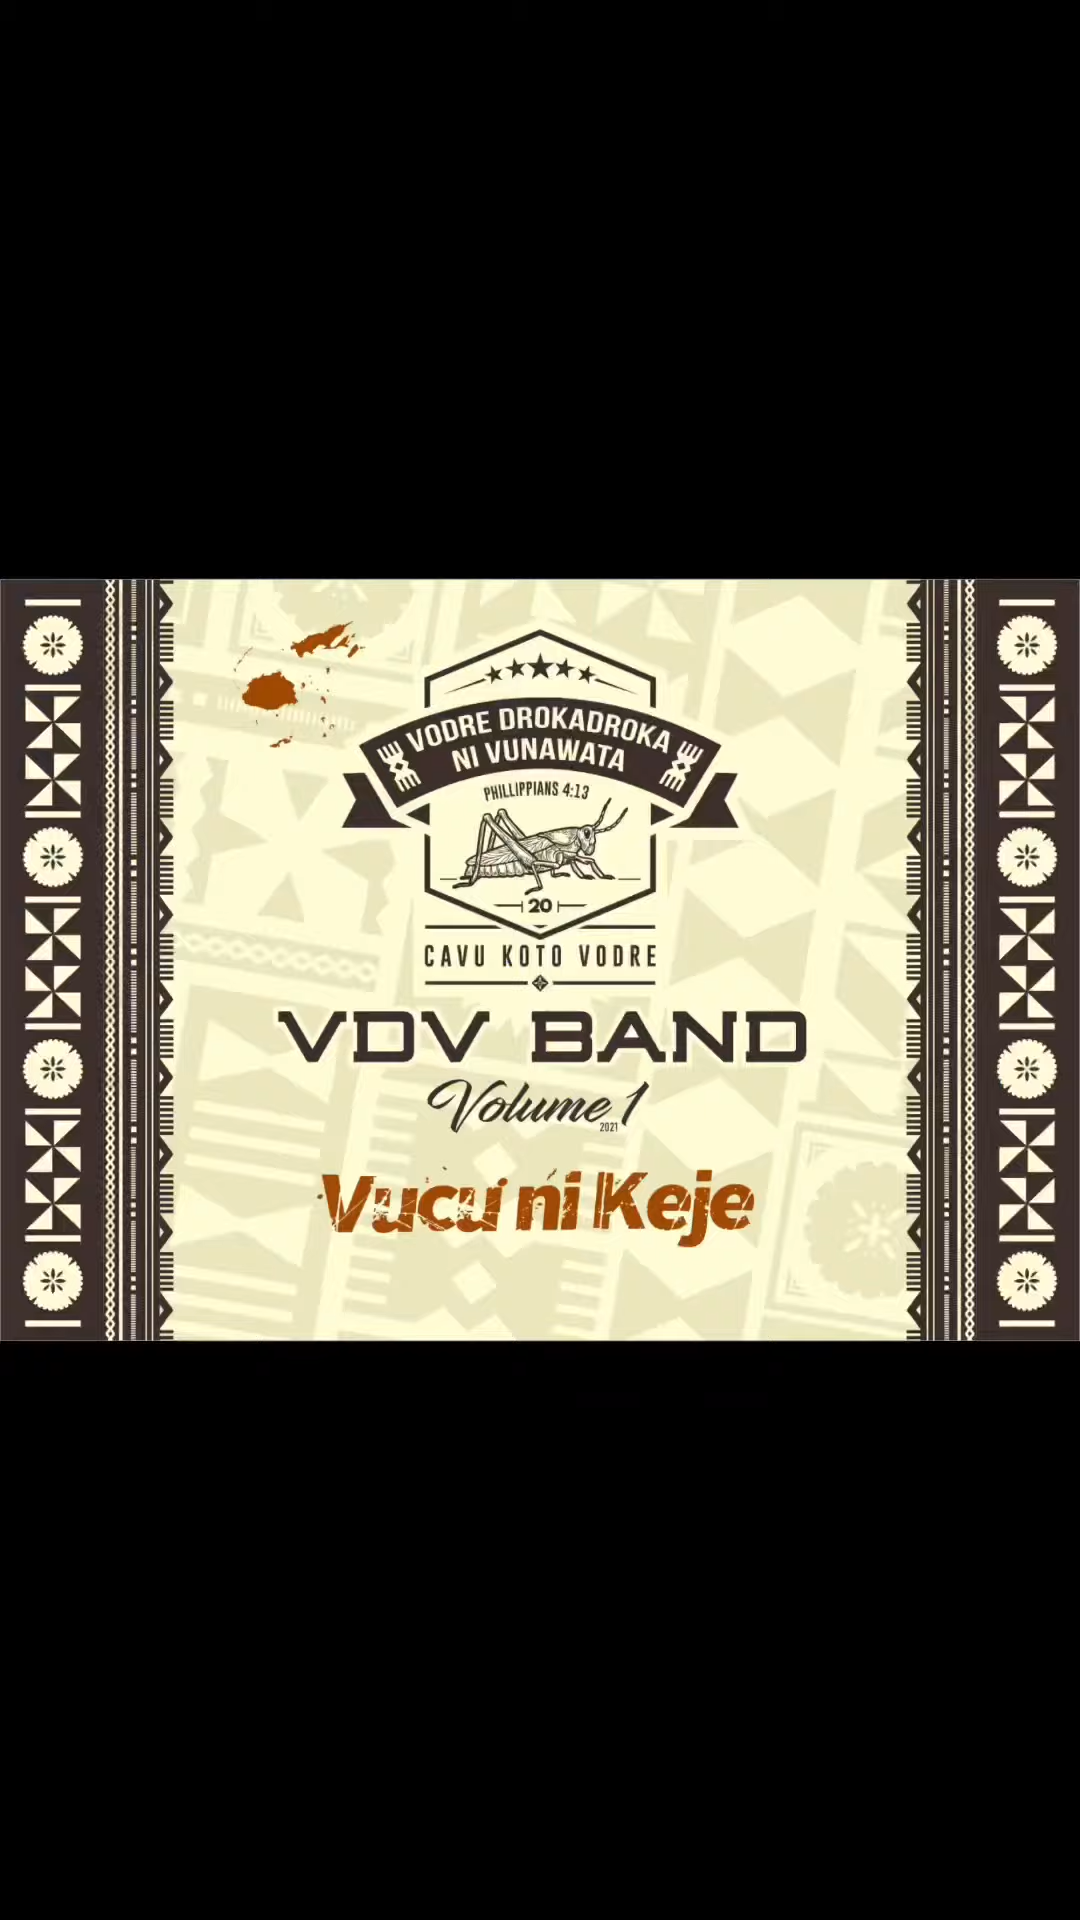 VODRE DROKADROKA
NI VUNAWATA
PHILLIPPIANS 4:13
20
CAVU KOTO VODRE
VDV BAND
Volume 1
2021
Vucu ni Keje